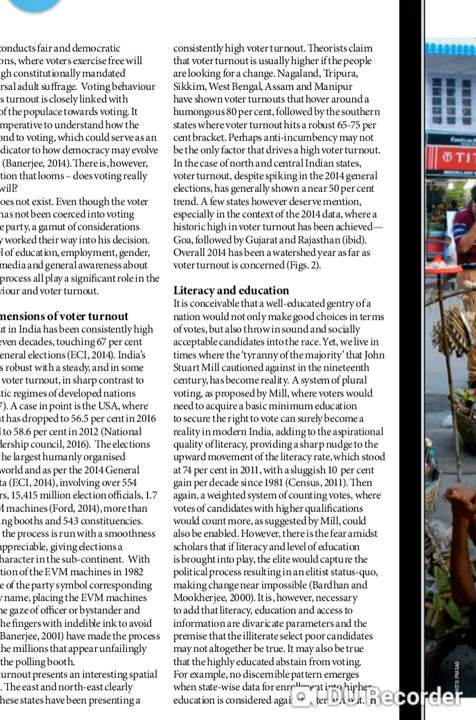 conducts fair and democratic
ons, where voters exercise free will
gh constitutionally mandated
rsal adult suffrage. Voting behaviour
s turnout is closely linked with
of the populace towards voting. It
mperative to understand how the
ond to voting, which could serve as an
dicator to how democracy may evolve
(Banerjee, 2014). There is, however,
tion that looms – does voting really
will?
oes not exist. Even though the voter
has not been coerced into voting
e party, a gamut of considerations
y worked their way into his decision.
el of education, employment, gender,
media and general awareness about
process all play a significant role in the
viour and voter turnout.
mensions of voter turnout
ut in India has been consistently high
even decades, touching 67 per cent
eneral elections (ECI, 2014). India's
s robust with a steady, and in some
voter turnout, in sharp contrast to
tic regimes of developed nations
7). A case in point is the USA, where
ut has dropped to 56.5 per cent in 2016
d to 58.6 per cent in 2012 (National
dership council, 2016). The elections
the largest humanly organised
world and as per the 2014 General
ta (ECI, 2014), involving over 554
rs, 15,415 million election officials, 1.7
M machines (Ford, 2014), more than
ng booths and 543 constituencies.
the process is run with a smoothness
appreciable, giving elections a
character in the sub-continent. With
tion of the EVM machines in 1982
e of the party symbol corresponding
y name, placing the EVM machines
he gaze of officer or bystander and
he fingers with indelible ink to avoid
Banerjee, 2001) have made the process
the millions that appear unfailingly
the polling booth.
turnout presents an interesting spatial
. The east and north-east clearly
these states have been presenting a
consistently high voter turnout. Theorists claim
that voter turnout is usually higher if the people
are looking for a change. Nagaland, Tripura,
Sikkim, West Bengal, Assam and Manipur
have shown voter turnouts that hover around a
humongous 80 per cent, followed by the southern
states where voter turnout hits a robust 65-75 per
cent bracket. Perhaps anti-incumbency may not
be the only factor that drives a high voter turnout.
In the case of north and central Indian states,
voter turnout, despite spiking in the 2014 general
elections, has generally shown a near 50 per cent
trend. A few states however deserve mention,
especially in the context of the 2014 data, where a
historic high in voter turnout has been achieved—
Goa, followed by Gujarat and Rajasthan (ibid).
Overall 2014 has been a watershed year as far as
voter turnout is concerned (Figs. 2).
Literacy and education
It is conceivable that a well-educated gentry of a
nation would not only make good choices in terms
of votes, but also throw in sound and socially
acceptable candidates into the race. Yet, we live in
times where the 'tyranny of the majority' that John
Stuart Mill cautioned against in the nineteenth
century, has become reality. A system of plural
voting, as proposed by Mill, where voters would
need to acquire a basic minimum education
to secure the right to vote can surely become a
reality in modern India, adding to the aspirational
quality of literacy, providing a sharp nudge to the
upward movement of the literacy rate, which stood
at 74 per cent in 2011, with a sluggish 10 per cent
gain per decade since 1981 (Census, 2011). Then
again, a weighted system of counting votes, where
votes of candidates with higher qualifications
would count more, as suggested by Mill, could
also be enabled. However, there is the fear amidst
scholars that if literacy and level of education
is brought into play, the elite would capture the
political process resulting in an elitist status-quo,
making change near impossible (Bardhan and
Mookherjee, 2000). It is, however, necessary
to add that literacy, education and access to
information are divaricate parameters and the
premise that the illiterate select poor candidates
may not altogether be true. It may also be true
that the highly educated abstain from voting.
For example, no discernible pattern emerges
when state-wise data for enrollment into higher
education is considered
TIT
PRASAD
DU Recorder